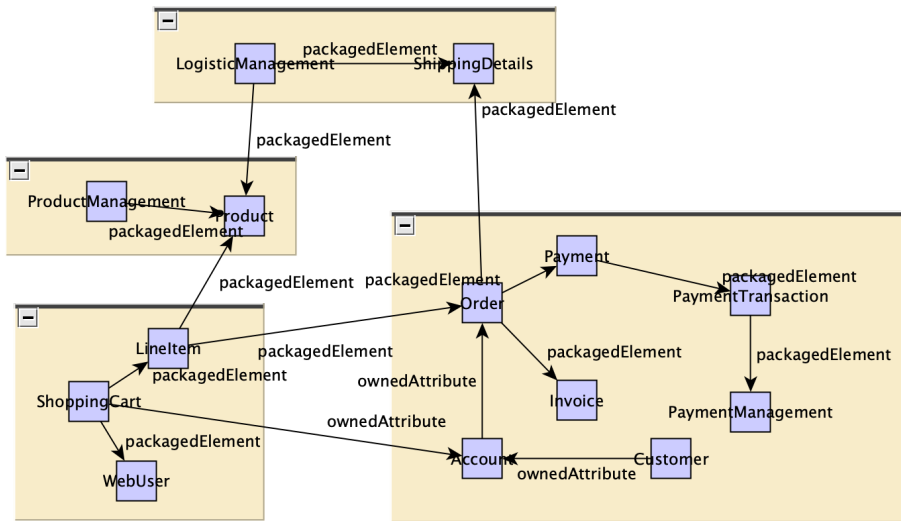 packagedElement
LogisticManagement
ShippingDetails
packagedElement
packagedElement
ProductManagement
Product
packagedElement
packagedElement
Payment
packagedElement
packagedElement
Order
PaymentTransaction
LineItem
packagedElement
packagedElement
packagedElement
packagedElement
ownedAttribute
ShoppingCart
Invoice
PaymentManagement
ownedAttribute
packagedElement
Account
Customer
ownedAttribute
WebUser